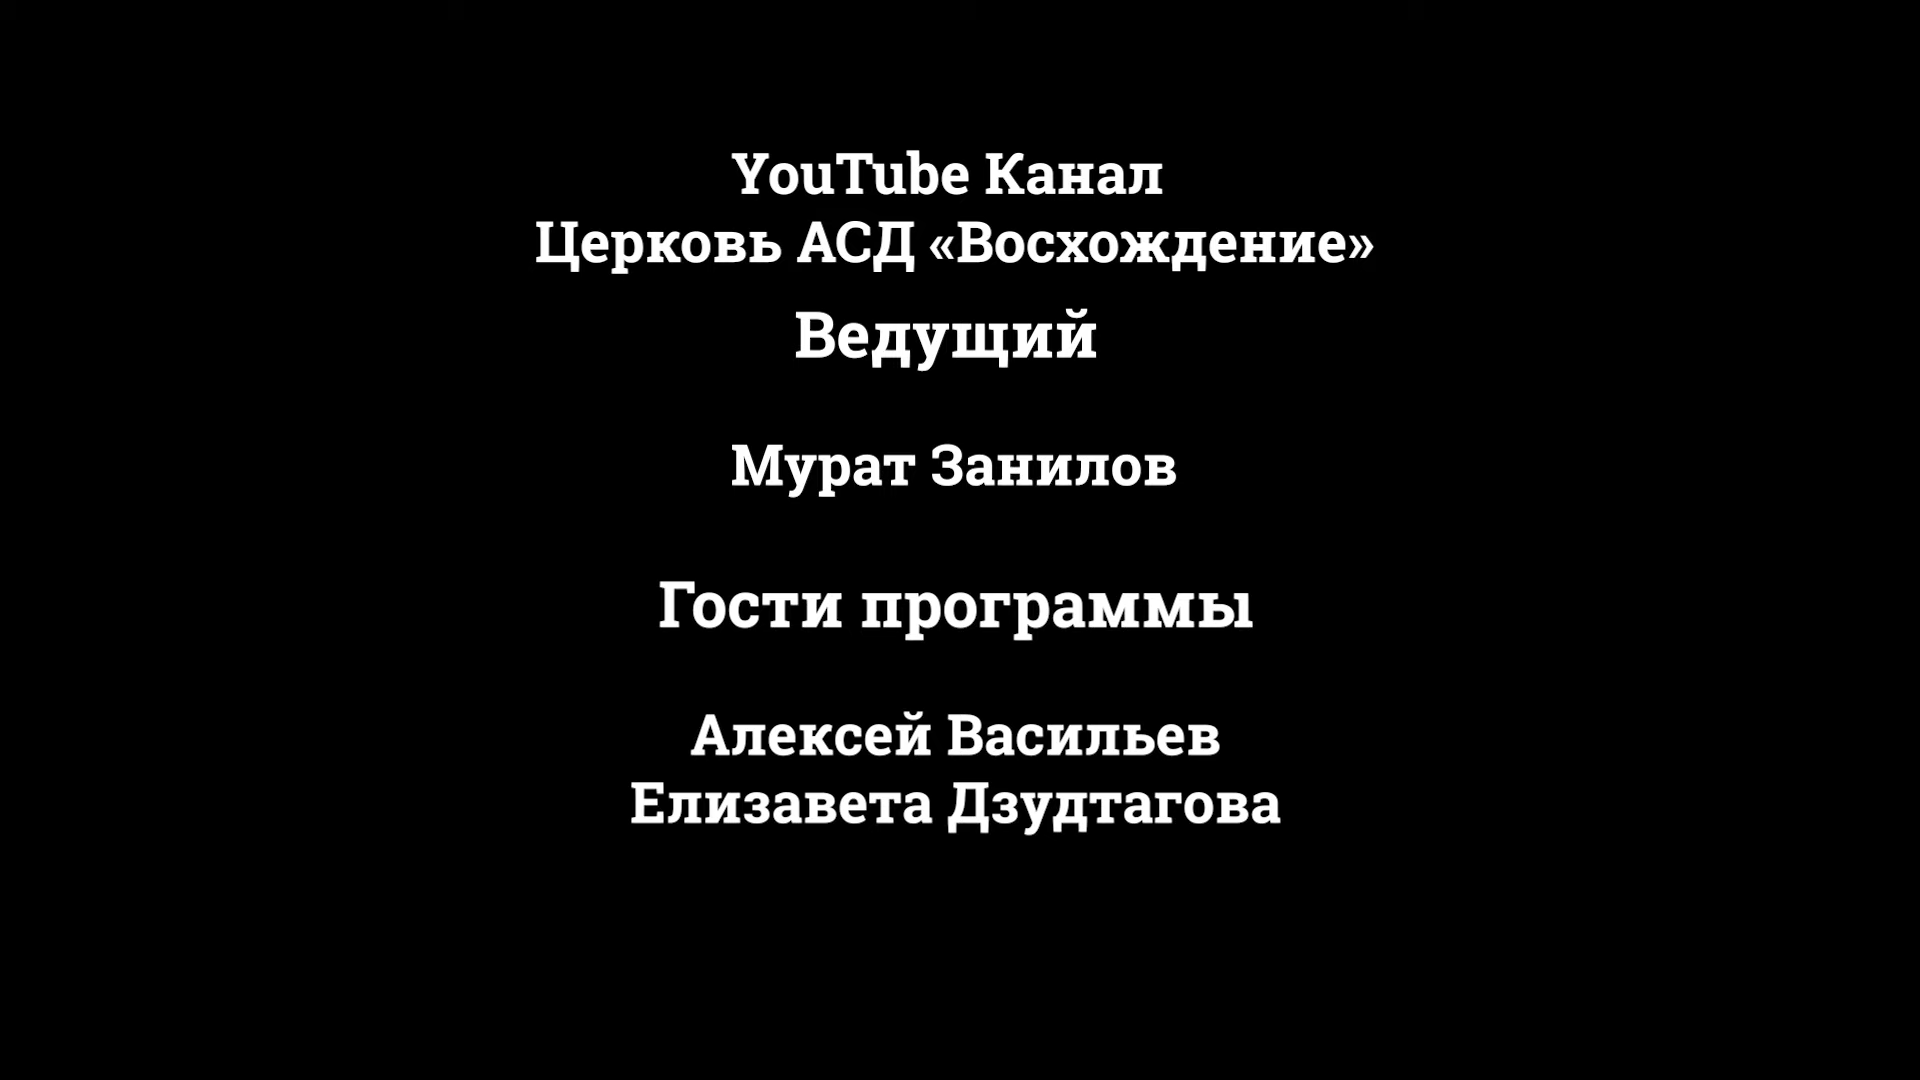 YouTube Канал
Церковь АСД «Восхождение»
Ведущий
Мурат Занилов
Гости программы
Алексей Васильев
Елизавета Дзудтагова